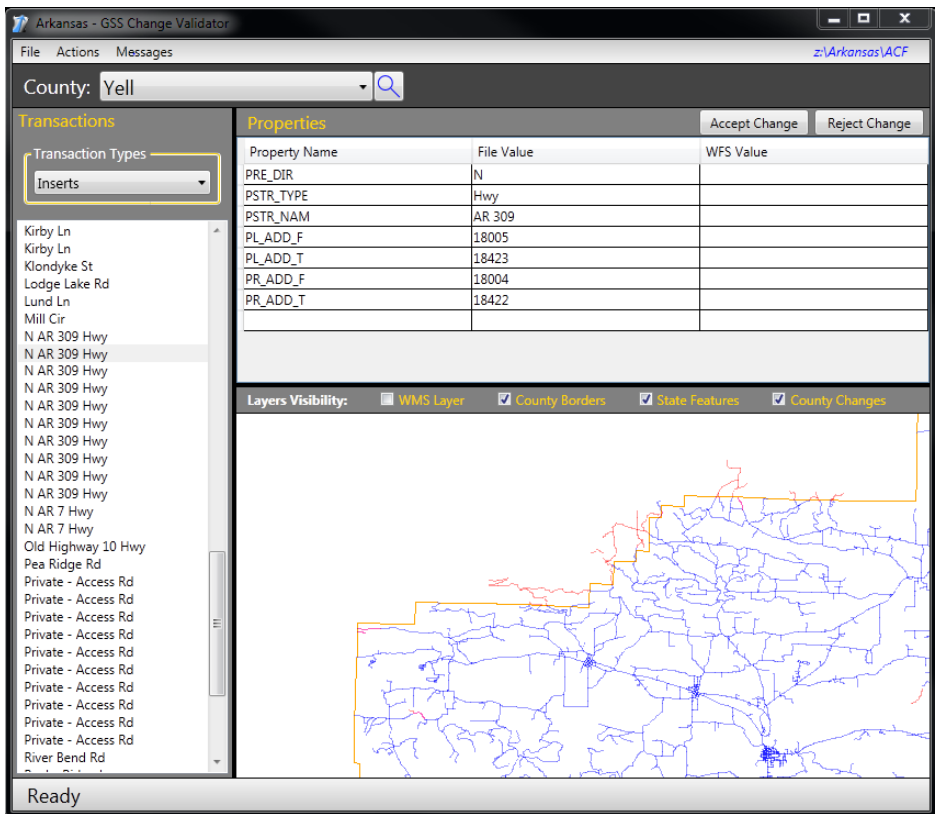 Arkansas - GSS Change Validator
File Actions Messages
z:\Arkansas\ACF
County: Yell
Transactions
Transaction Types
Inserts
Kirby Ln
Kirby Ln
Klondyke St
Lodge Lake Rd
Lund Ln
Mill Cir
N AR 309 Hwy
N AR 309 Hwy
N AR 309 Hwy
N AR 309 Hwy
N AR 309 Hwy
N AR 309 Hwy
N AR 309 Hwy
N AR 309 Hwy
N AR 309 Hwy
N AR 309 Hwy
N AR 7 Hwy
N AR 7 Hwy
Old Highway 10 Hwy
Pea Ridge Rd
Private - Access Rd
Private - Access Rd
Private - Access Rd
Private - Access Rd
Private - Access Rd
Private - Access Rd
Private - Access Rd
Private - Access Rd
Private - Access Rd
Private - Access Rd
River Bend Rd
Properties
Accept Change
Reject Change
Property Name File Value WFS Value
PRE_DIR N
PSTR_TYPE Hwy
PSTR_NAM AR 309
PL_ADD_F 18005
PL_ADD_T 18423
PR_ADD_F 18004
PR_ADD_T 18422
Layers Visibility: WMS Layer County Borders State Features County Changes
Ready